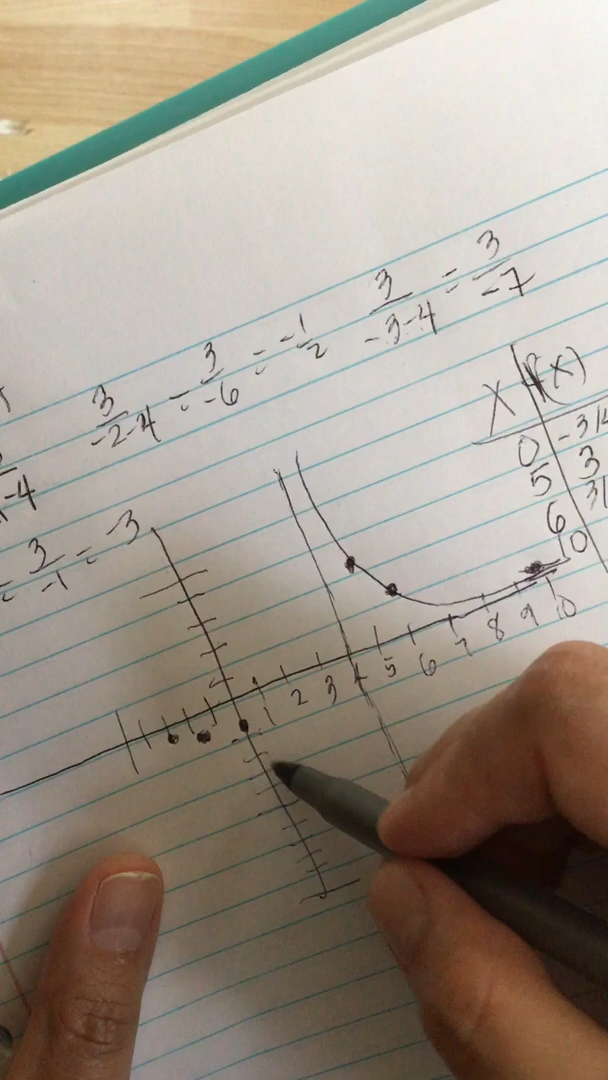 3/-2-4 = 3/-6 = -1/2
3/-3-4 = 3/-7
3/-1 = -3
X f(x)
0 -3/4
5 3
6 3/
10
1 2 3 4 5 6 7 8 9 10